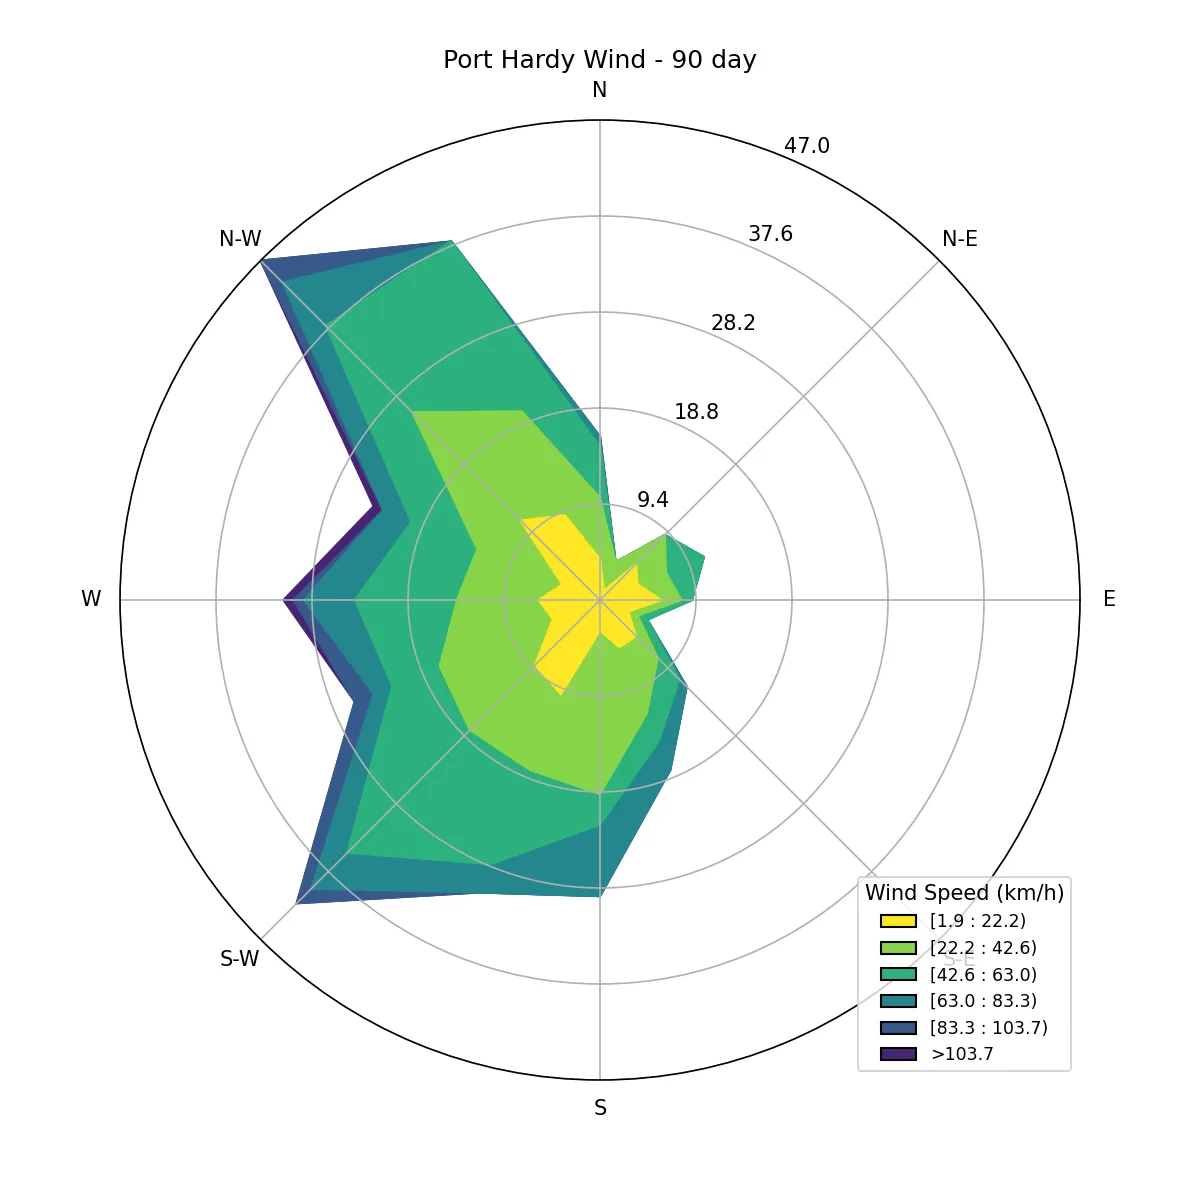 Port Hardy Wind - 90 day
N
47.0
N-W
37.6
N-E
28.2
18.8
9.4
W
E
Wind Speed (km/h)
[1.9 : 22.2)
[22.2 : 42.6)
S-W
S-E
[42.6 : 63.0)
[63.0 : 83.3)
[83.3 : 103.7)
>103.7
S